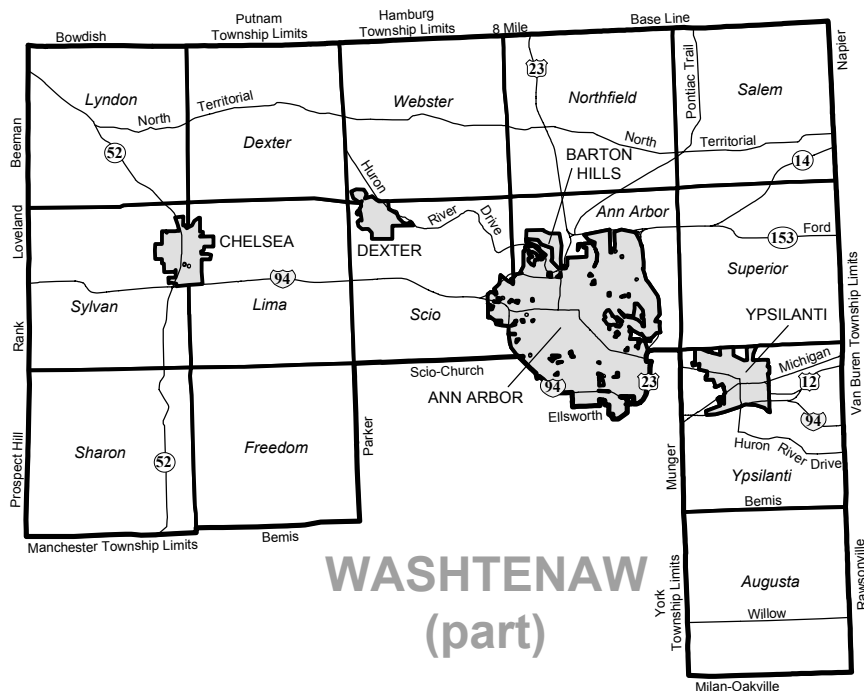 Putnam
Township Limits
Hamburg
Township Limits
Bowdish
8 Mile
Base Line
Napier
Beeman
Lyndon
North
Territorial
52
Dexter
Webster
23
Northfield
Pontiac Trail
Salem
North
Territorial
14
Huron
River
Drive
BARTON
HILLS
Ann Arbor
Loveland
CHELSEA
DEXTER
153
Ford
Superior
Van Buren Township Limits
94
Rank
Sylvan
Lima
Scio
YPSILANTI
Michigan
12
Scio-Church
94
ANN ARBOR
23
Ellsworth
94
Huron River Drive
Prospect Hill
Sharon
52
Freedom
Parker
Munger
Ypsilanti
Bemis
Manchester Township Limits
Bemis
WASHTENAW
(part)
York
Township Limits
Augusta
Willow
Rawsonville
Milan-Oakville